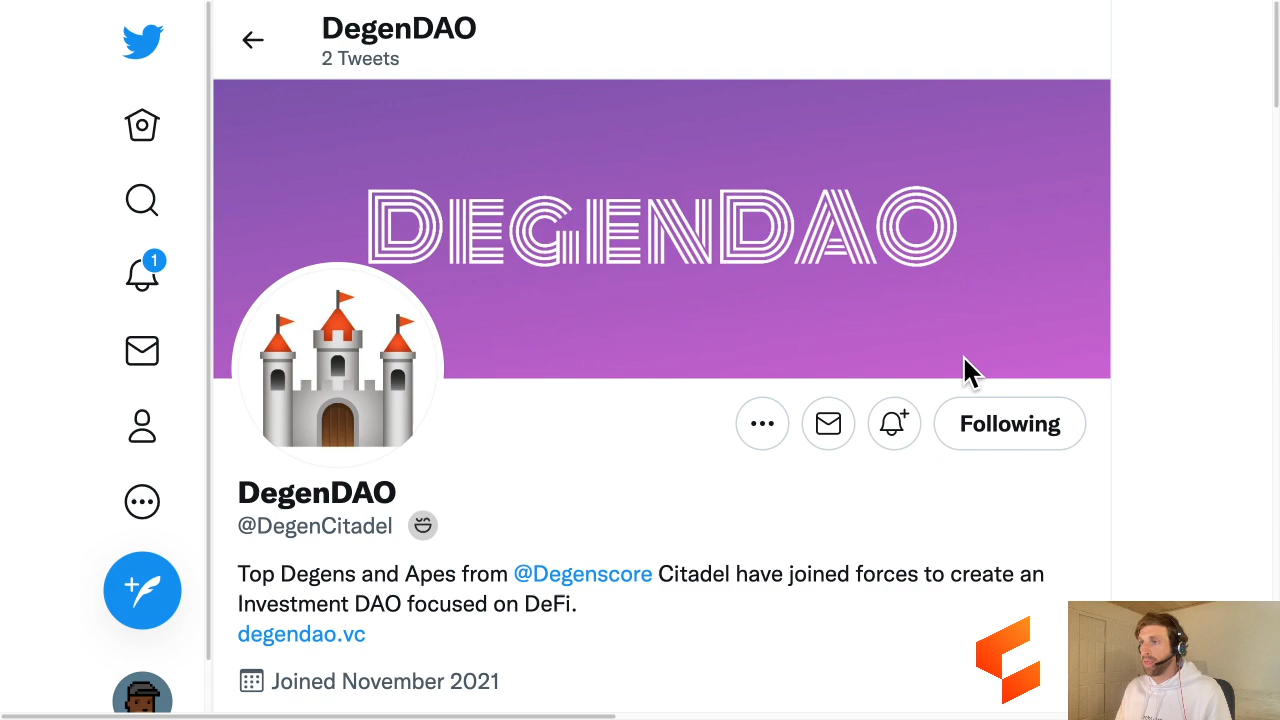 DegenDAO
2 Tweets
DEGENDAO
1
Following
DegenDAO
@DegenCitadel
Top Degens and Apes from @Degenscore Citadel have joined forces to create an
Investment DAO focused on DeFi.
degendao.vc
Joined November 2021